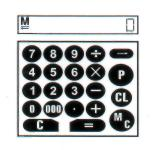 M 0
7 8 9 ÷ −
4 5 6 × P
1 2 3 − CL
0 000 · + MC
C =